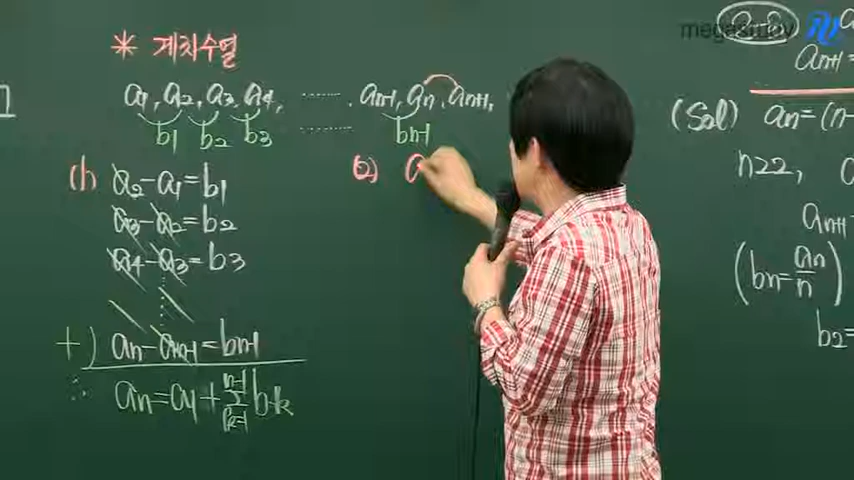 megastudy
* 계차수열
a₁, a₂, a₃, a₄, ........ , aₙ₋₁, aₙ, aₙ₊₁,
b₁ b₂ b₃ ........ bₙ₋₁
(1) a₂-a₁=b₁
a₃-a₂=b₂
a₄-a₃=b₃
⋮
+) aₙ-aₙ₋₁=bₙ₋₁
∴ aₙ=a₁+∑ₖ₌₁ⁿ⁻¹ bₖ
(2) a
aₙ₊₁=
(Sol) aₙ=(n-
n≥2,
aₙ₊₁
(bₙ=aₙ/n)
b₂=